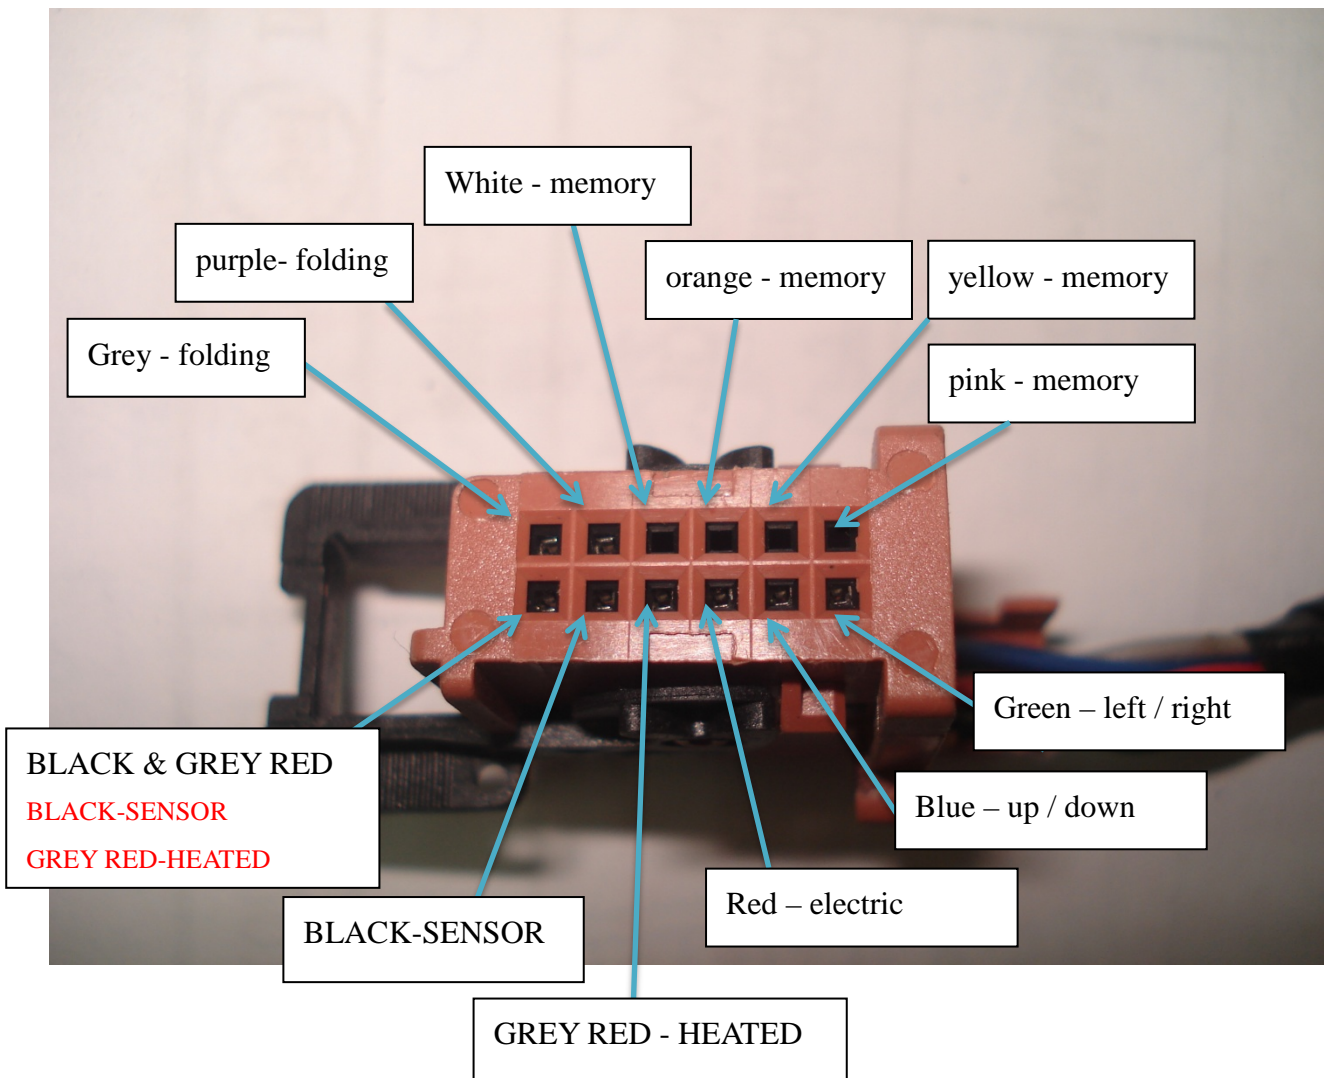 White - memory
purple- folding
orange - memory
yellow - memory
Grey - folding
pink - memory
Green – left / right
BLACK & GREY RED
BLACK-SENSOR
GREY RED-HEATED
Blue – up / down
Red – electric
BLACK-SENSOR
GREY RED - HEATED